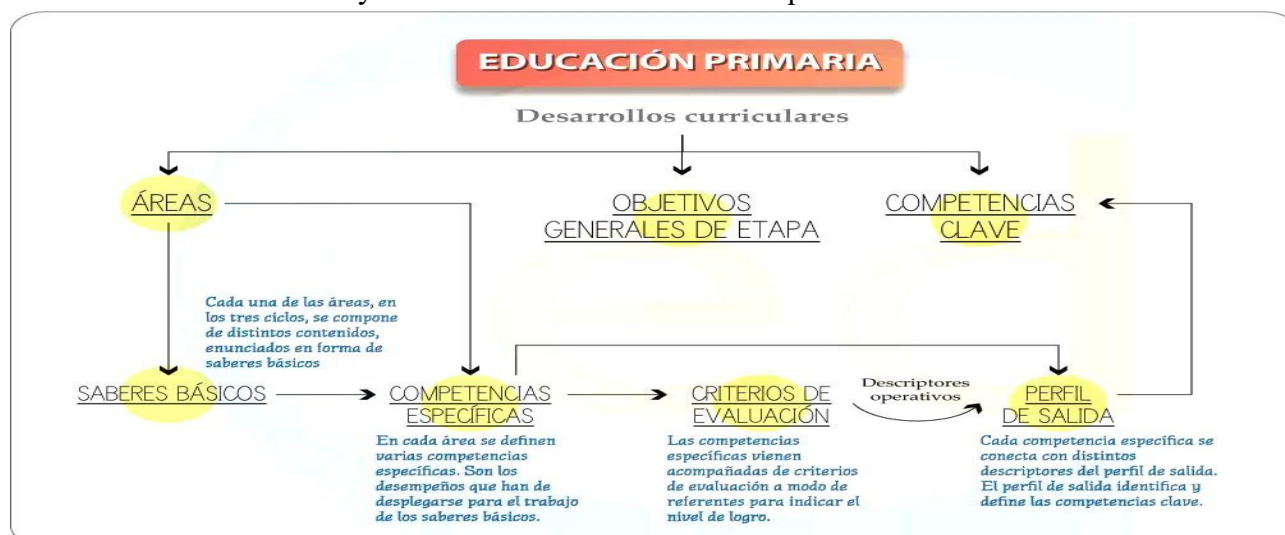 EDUCACIÓN PRIMARIA
Desarrollos curriculares
ÁREAS
OBJETIVOS
GENERALES DE ETAPA
COMPETENCIAS
CLAVE
Cada una de las áreas, en
los tres ciclos, se compone
de distintos contenidos,
enunciados en forma de
saberes básicos
SABERES BÁSICOS
COMPETENCIAS
ESPECÍFICAS
En cada área se definen
varias competencias
específicas. Son los
desempeños que han de
desplegarse para el trabajo
de los saberes básicos.
CRITERIOS DE
EVALUACIÓN
Las competencias
específicas vienen
acompañadas de criterios
de evaluación a modo de
referentes para indicar el
nivel de logro.
Descriptores
operativos
PERFIL
DE SALIDA
Cada competencia específica se
conecta con distintos
descriptores del perfil de salida.
El perfil de salida identifica y
define las competencias clave.